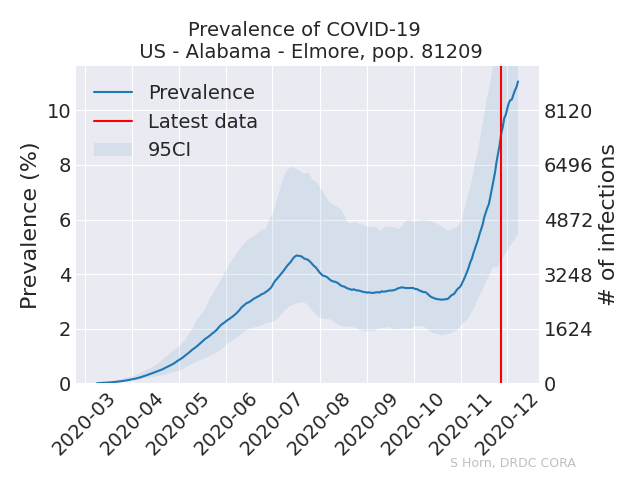 Prevalence of COVID-19
US - Alabama - Elmore, pop. 81209
Prevalence
Latest data
95CI
Prevalence (%)
10
8
6
4
2
0
8120
6496
4872
3248
1624
0
# of infections
2020-03
2020-04
2020-05
2020-06
2020-07
2020-08
2020-09
2020-10
2020-11
2020-12
S Horn, DRDC CORA